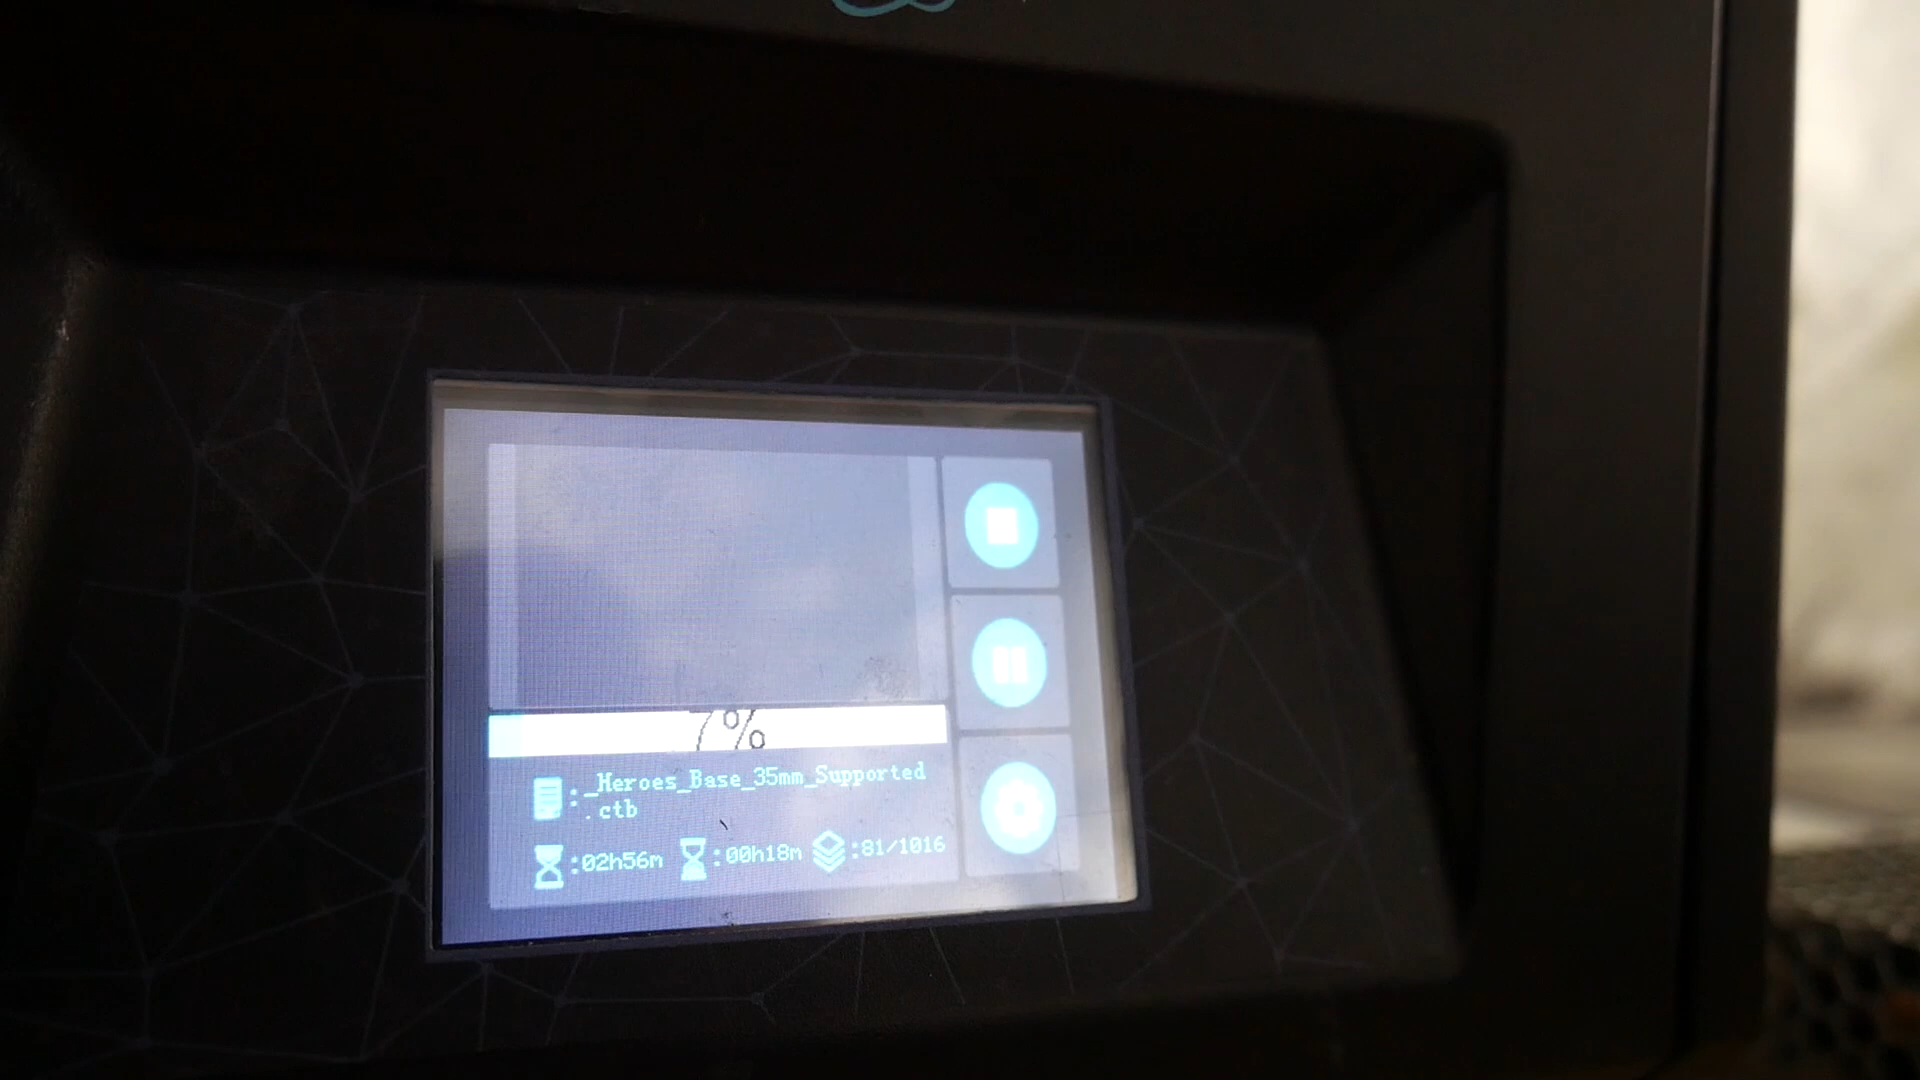 7%
:_Heroes_Base_35mm_Supported
.ctb
:02h56m :00h18m :81/1016